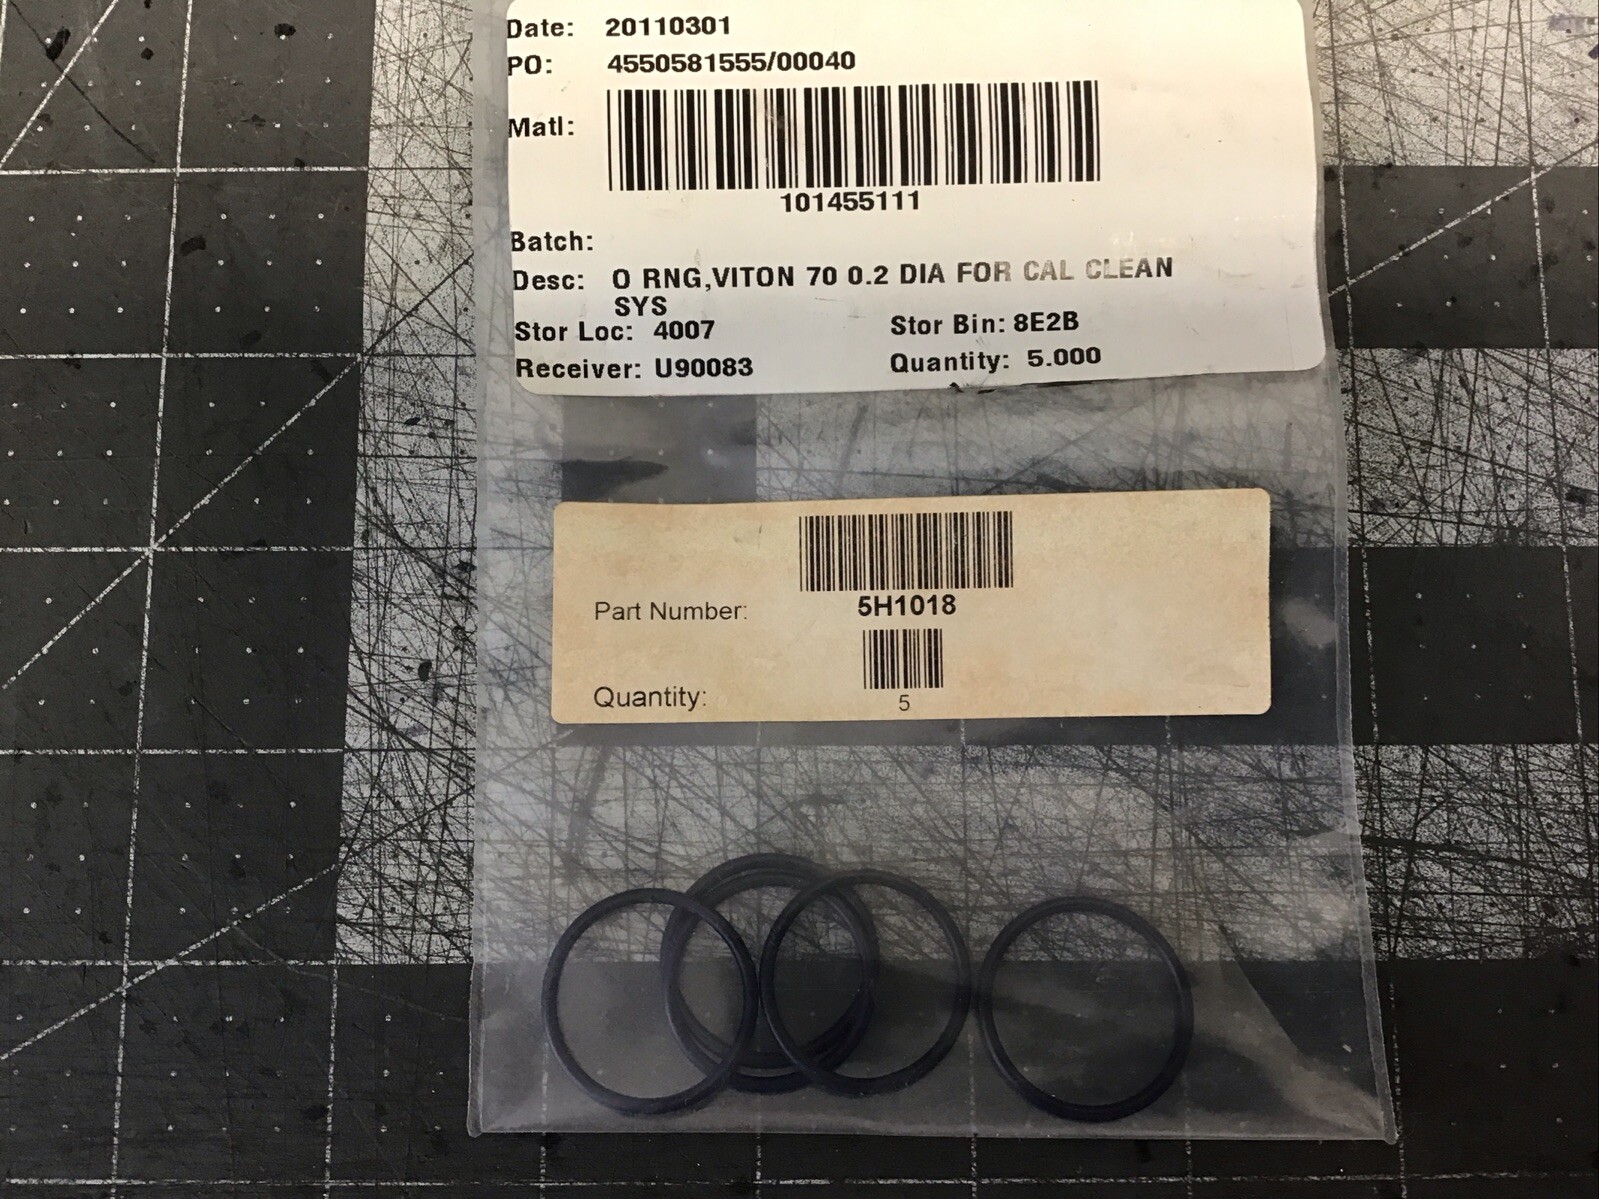 Date: 20110301
PO: 4550581555/00040
Matl:
101455111
Batch:
Desc: O RNG,VITON 70 0.2 DIA FOR CAL CLEAN
SYS
Stor Loc: 4007 Stor Bin: 8E2B
Receiver: U90083 Quantity: 5.000
Part Number: 5H1018
Quantity: 5